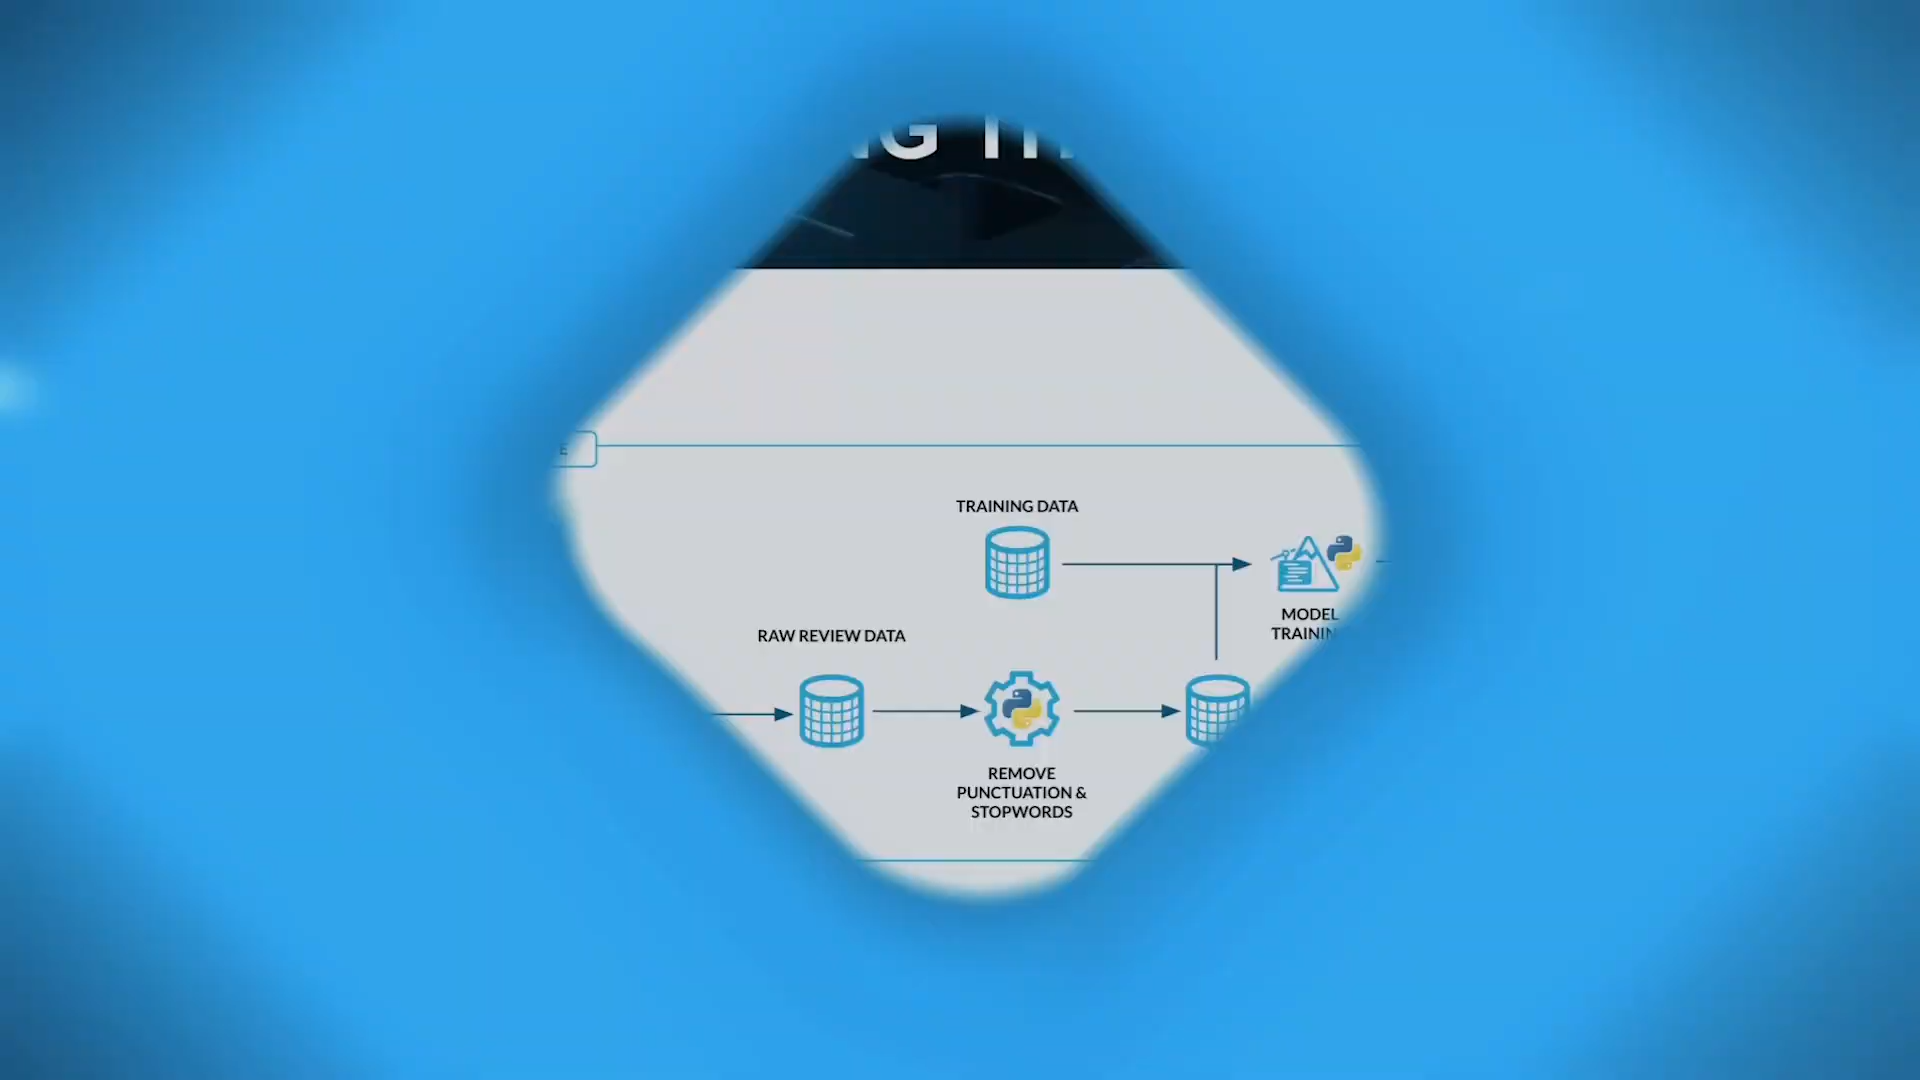 TRAINING DATA
MODEL
RAW REVIEW DATA
REMOVE
PUNCTUATION &
STOPWORDS